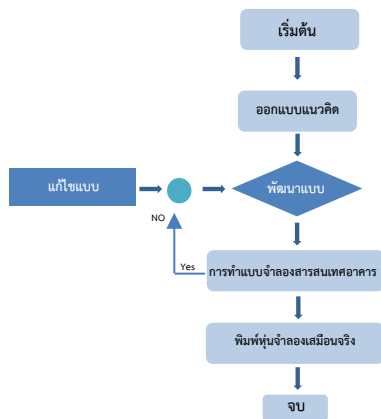 เริ่มต้น
ออกแบบแนวคิด
แก้ไขแบบ
พัฒนาแบบ
NO
Yes
การทำแบบจำลองสารสนเทศอาคาร
พิมพ์หุ่นจำลองเสมือนจริง
จบ